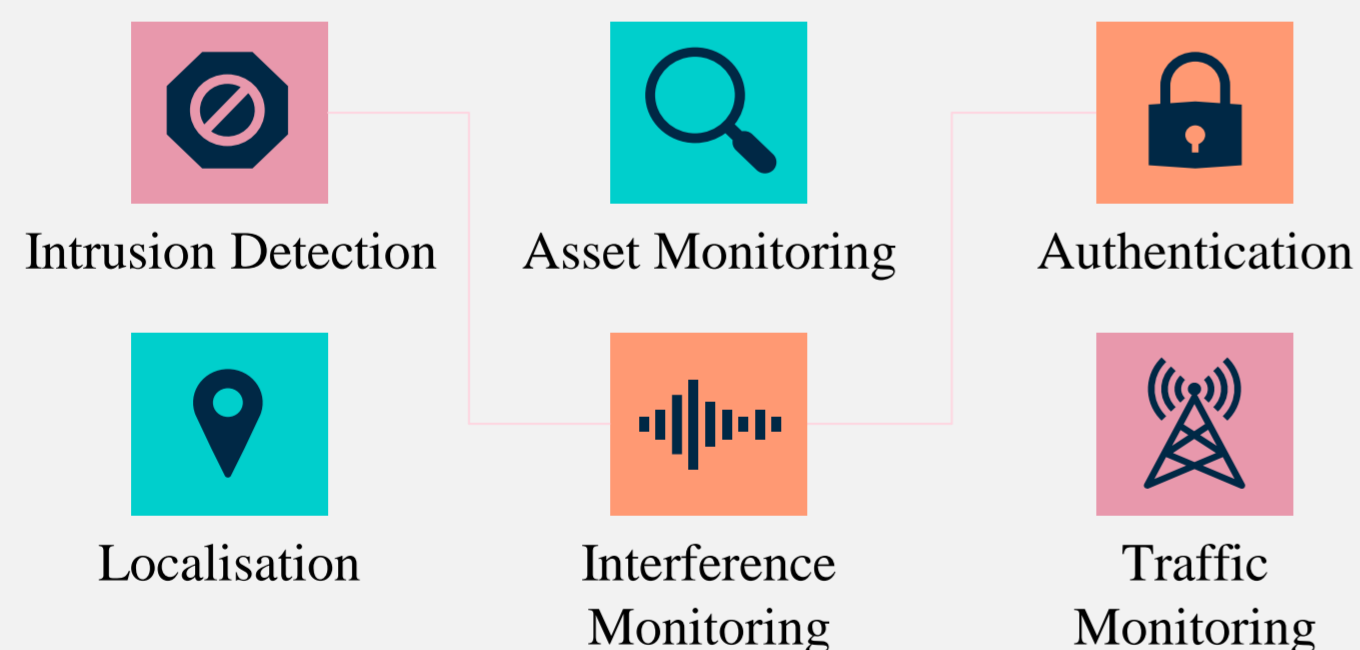 Intrusion Detection
Asset Monitoring
Authentication
Localisation
Interference
Monitoring
Traffic
Monitoring